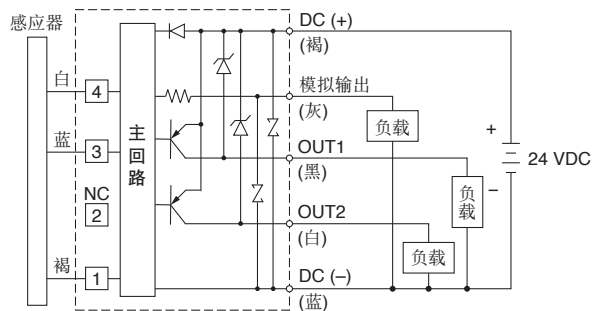 感应器
白
4
蓝
3
NC
2
褐
1
主回路
DC (+)
(褐)
模拟输出
(灰)
负载
OUT1
(黑)
负载
OUT2
(白)
负载
DC (–)
(蓝)
+
24 VDC
–